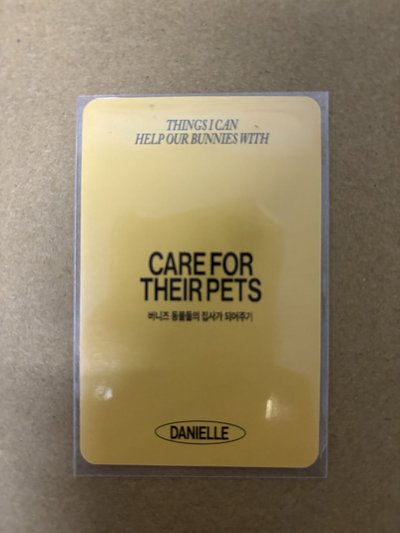 THINGS I CAN
HELP OUR BUNNIES WITH
CARE FOR
THEIR PETS
버니즈 동물들의 집사가 되어주기
DANIELLE